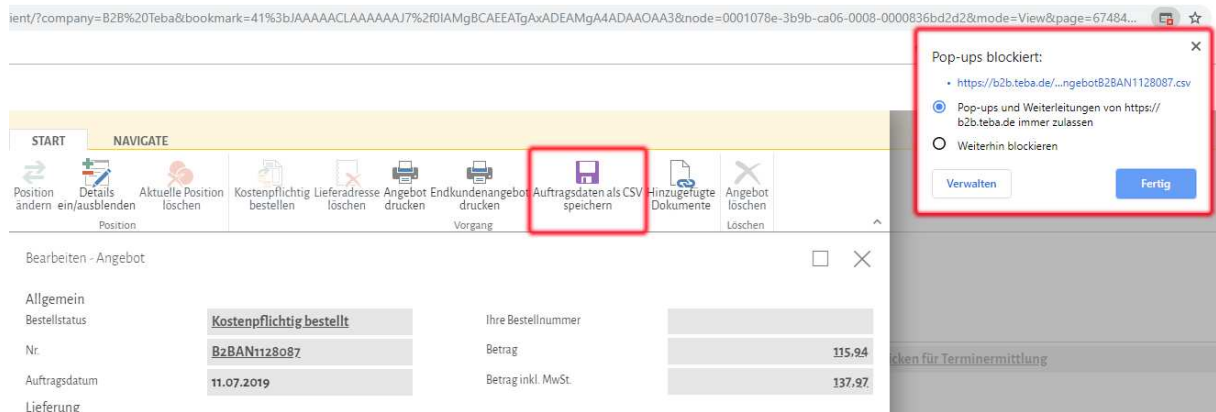 ient/?company=B2B%20Teba&bookmark=41%3bJAAAAACLAAAAAAJ7%2f0IAMgBCAEEATgAxADEAMgA4ADAAOAA3&node=0001078e-3b9b-ca06-0008-0000836bd2d2&mode=View&page=67484...
Pop-ups blockiert:
• https://b2b.teba.de/...ngebotB2BAN1128087.csv
Pop-ups und Weiterleitungen von https://
b2b.teba.de immer zulassen
Weiterhin blockieren
Verwalten Fertig
START NAVIGATE
Position ändern
Details ein/ausblenden
Aktuelle Position löschen
Kostenpflichtig bestellen
Lieferadresse löschen
Angebot drucken
Endkundenangebot drucken
Auftragsdaten als CSV speichern
Hinzugefügte Dokumente
Angebot löschen
Position Vorgang Löschen
Bearbeiten - Angebot
Allgemein
Bestellstatus Kostenpflichtig bestellt Ihre Bestellnummer
Nr. B2BAN1128087 Betrag 115,94
icken für Terminermittlung
Auftragsdatum 11.07.2019 Betrag inkl. MwSt. 137,97
Lieferung